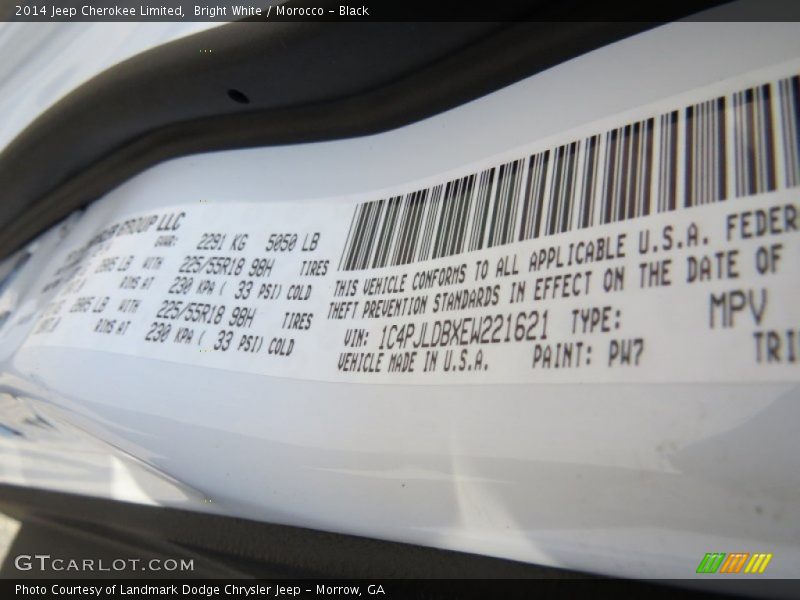 2014 Jeep Cherokee Limited, Bright White / Morocco - Black
GROUP LLC
GVWR: 2291 KG 5050 LB
LB WITH 225/55R18 98H TIRES
RIMS AT 230 KPA ( 33 PSI) COLD
LB WITH 225/55R18 98H TIRES
RIMS AT 230 KPA ( 33 PSI) COLD
THIS VEHICLE CONFORMS TO ALL APPLICABLE U.S.A. FEDER
THEFT PREVENTION STANDARDS IN EFFECT ON THE DATE OF
VIN: 1C4PJLDBXEW221621 TYPE: MPV
VEHICLE MADE IN U.S.A. PAINT: PW7 TRI
GTCARLOT.COM
Photo Courtesy of Landmark Dodge Chrysler Jeep - Morrow, GA